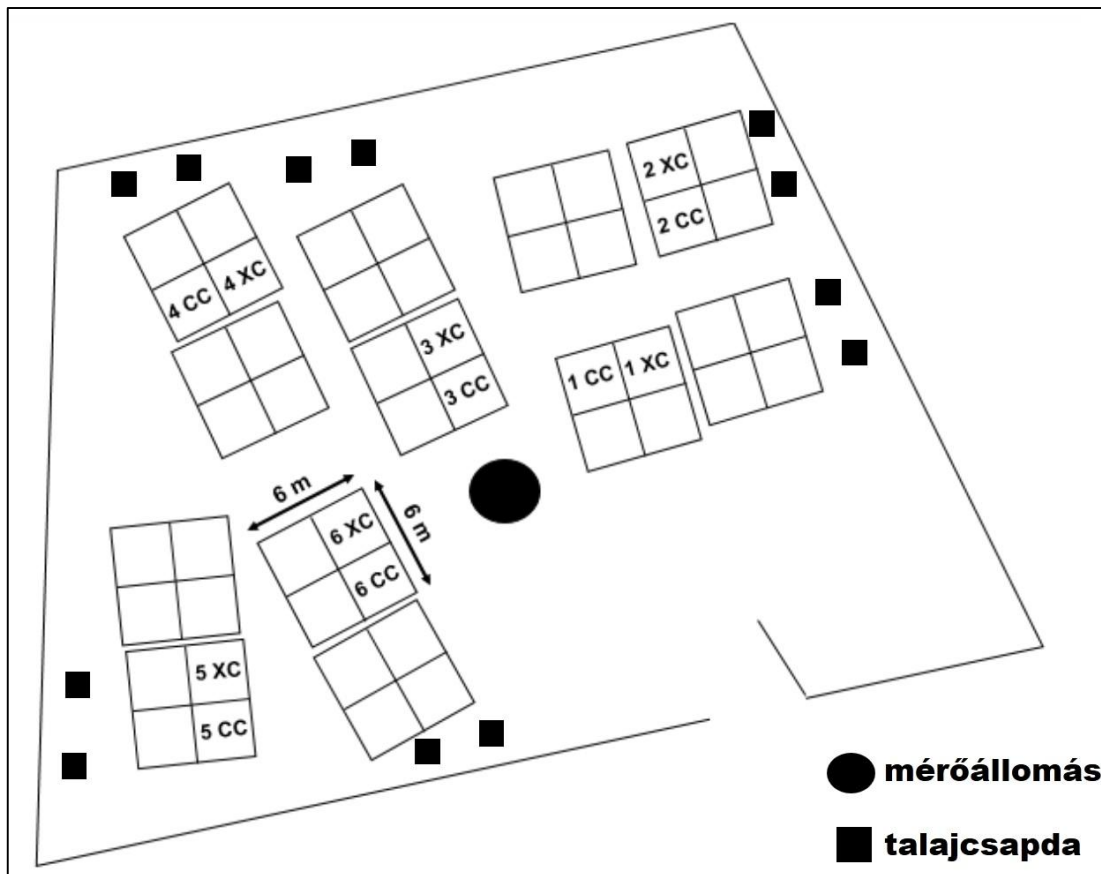 2 XC
2 CC
4 XC
4 CC
3 XC
3 CC
1 CC
1 XC
6 m
6 m
6 XC
6 CC
5 XC
5 CC
mérőállomás
talajcsapda